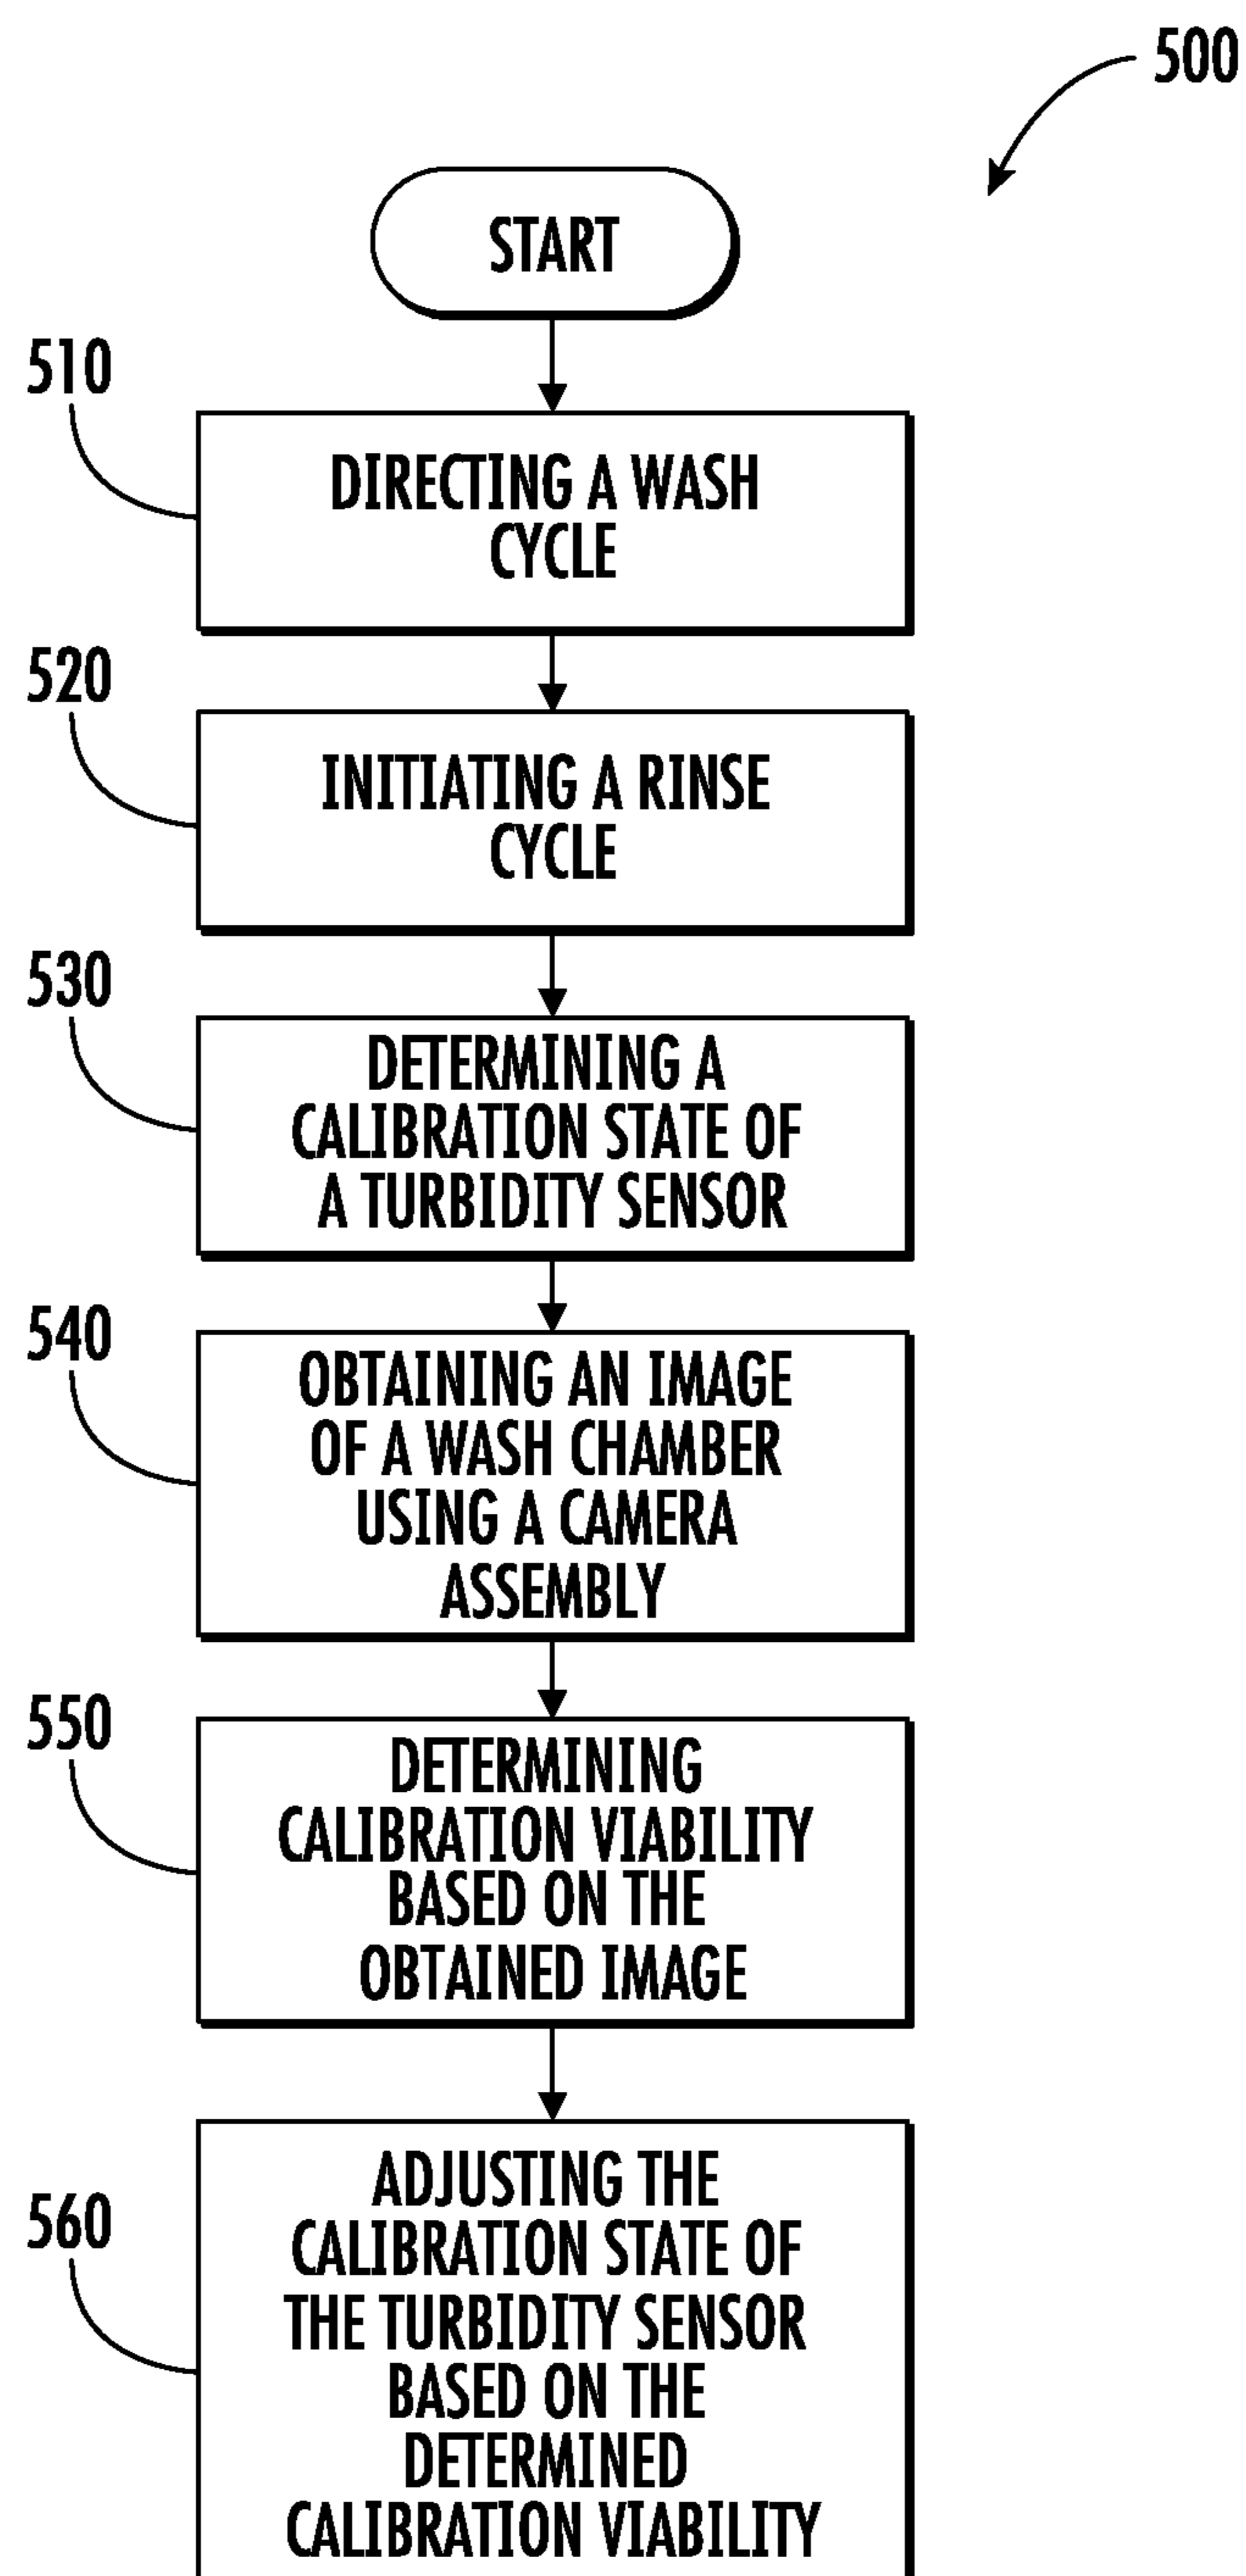 500
START
510
DIRECTING A WASH
CYCLE
520
INITIATING A RINSE
CYCLE
530
DETERMINING A
CALIBRATION STATE OF
A TURBIDITY SENSOR
540
OBTAINING AN IMAGE
OF A WASH CHAMBER
USING A CAMERA
ASSEMBLY
550
DETERMINING
CALIBRATION VIABILITY
BASED ON THE
OBTAINED IMAGE
560
ADJUSTING THE
CALIBRATION STATE OF
THE TURBIDITY SENSOR
BASED ON THE
DETERMINED
CALIBRATION VIABILITY